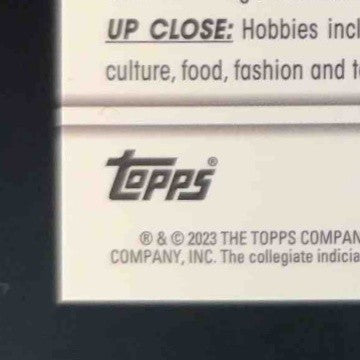 UP CLOSE: Hobbies incl
culture, food, fashion and t
Topps®
® & © 2023 THE TOPPS COMPAN
COMPANY, INC. The collegiate indicia